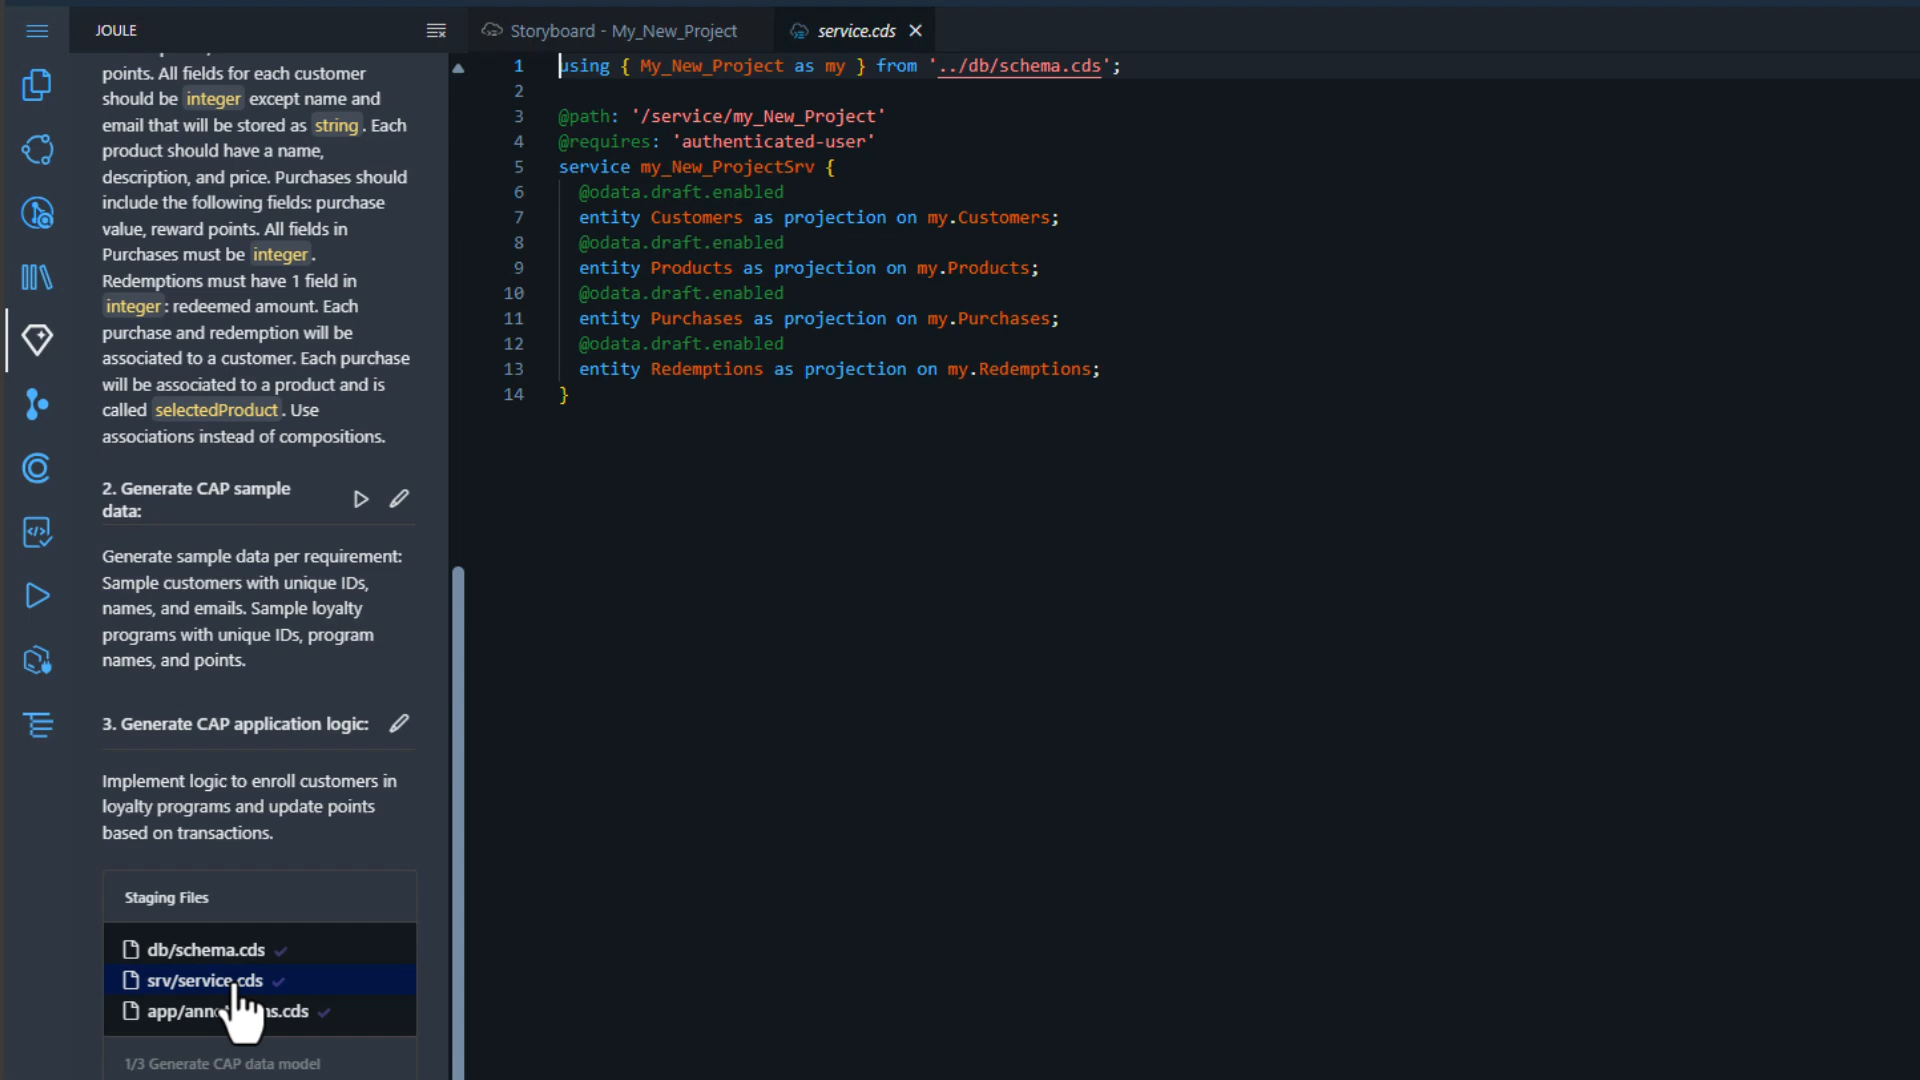 JOULE
Storyboard - My_New_Project
service.cds
points. All fields for each customer
should be integer except name and
email that will be stored as string. Each
product should have a name,
description, and price. Purchases should
include the following fields: purchase
value, reward points. All fields in
Purchases must be integer.
Redemptions must have 1 field in
integer: redeemed amount. Each
purchase and redemption will be
associated to a customer. Each purchase
will be associated to a product and is
called selectedProduct. Use
associations instead of compositions.
2. Generate CAP sample
data:
Generate sample data per requirement:
Sample customers with unique IDs,
names, and emails. Sample loyalty
programs with unique IDs, program
names, and points.
3. Generate CAP application logic:
Implement logic to enroll customers in
loyalty programs and update points
based on transactions.
Staging Files
db/schema.cds
srv/service.cds
1/3 Generate CAP data model
1 using { My_New_Project as my } from '../db/schema.cds';
2
3 @path: '/service/my_New_Project'
4 @requires: 'authenticated-user'
5 service my_New_ProjectSrv {
6 @odata.draft.enabled
7 entity Customers as projection on my.Customers;
8 @odata.draft.enabled
9 entity Products as projection on my.Products;
10 @odata.draft.enabled
11 entity Purchases as projection on my.Purchases;
12 @odata.draft.enabled
13 entity Redemptions as projection on my.Redemptions;
14 }